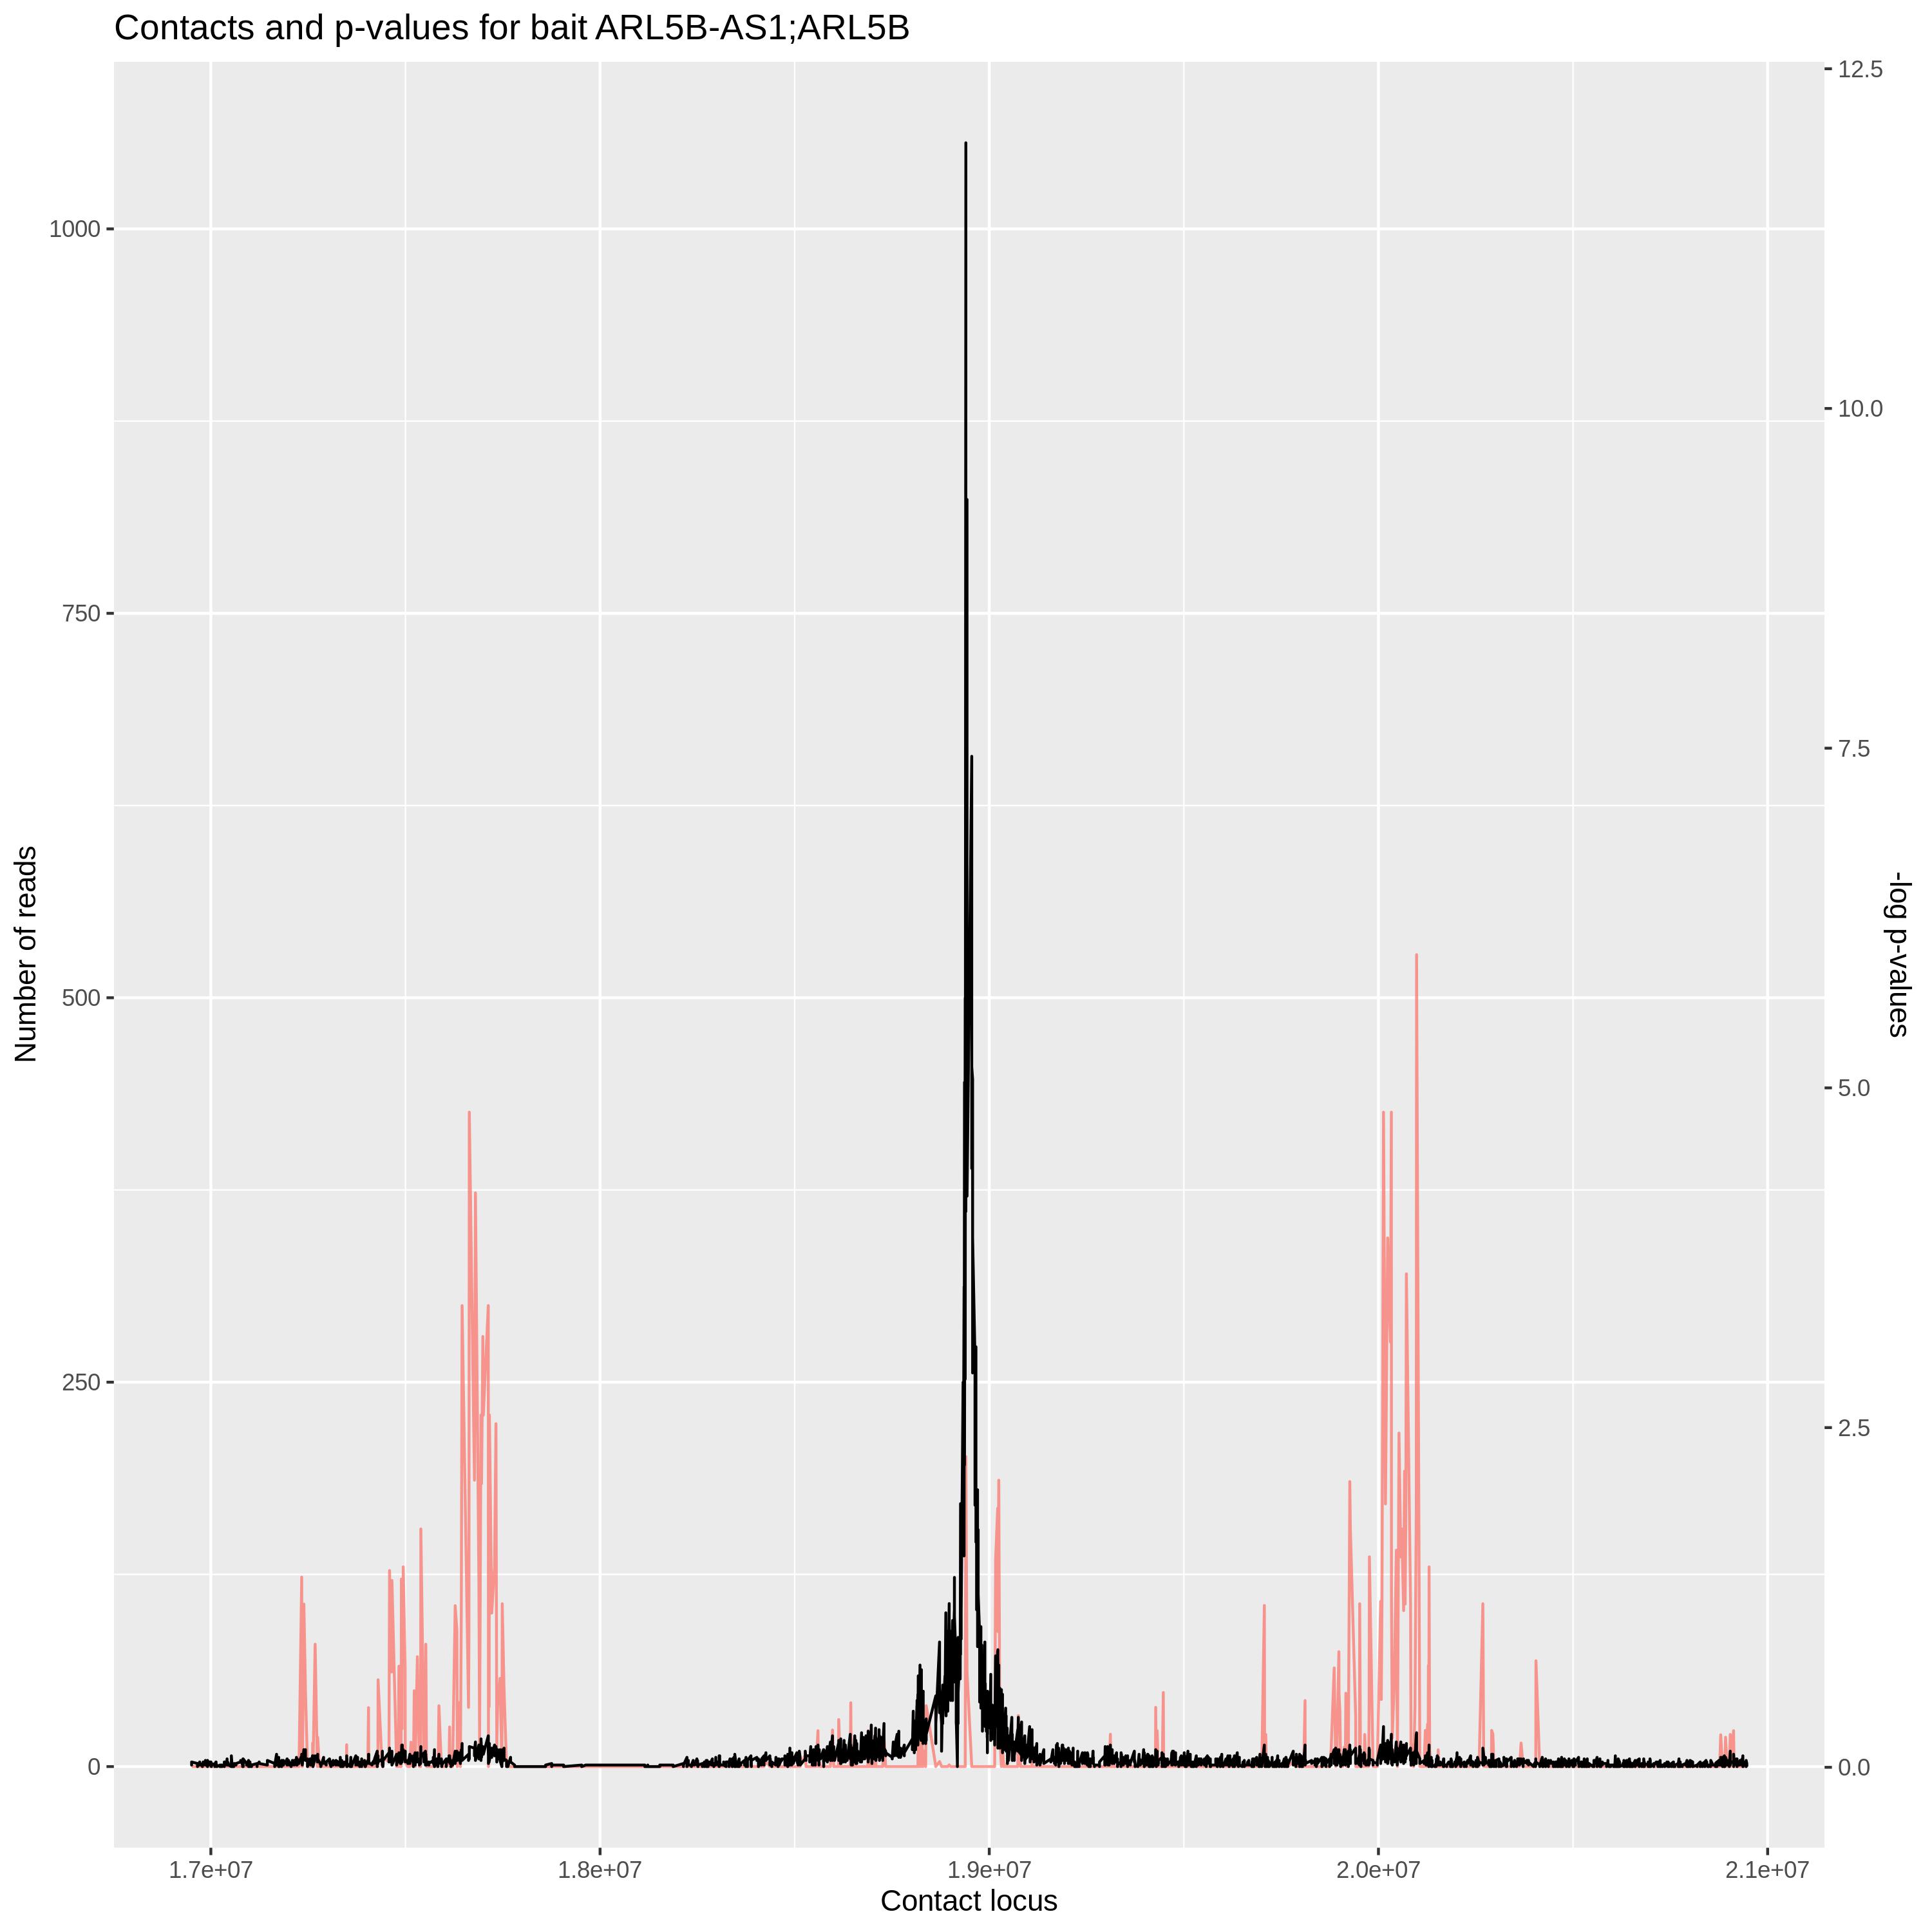 Contacts and p-values for bait ARL5B-AS1;ARL5B
12.5
1000
10.0
750
7.5
Number of reads
-log p-values
500
5.0
250
2.5
0
0.0
1.7e+07
1.8e+07
1.9e+07
2.0e+07
2.1e+07
Contact locus